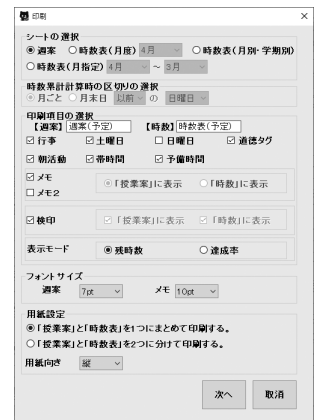 印刷
シートの選択
週案 時数表(月度) 4月 時数表(月別・学期別)
時数表(月指定) 4月 ～ 3月
時数累計計算時の区切りの選択
月ごと 月末日 以前 の 日曜日
印刷項目の選択
【週案】 週案(予定) 【時数】 時数表(予定)
行事 土曜日 日曜日 道徳タグ
朝活動 帯時間 予備時間
メモ
メモ2
「授業案」に表示 「時数」に表示
検印 「授業案」に表示 「時数」に表示
表示モード 残時数 達成率
フォントサイズ
週案 7pt メモ 10pt
用紙設定
「授業案」と「時数表」を1つにまとめて印刷する。
「授業案」と「時数表」を2つに分けて印刷する。
用紙向き 縦
次へ 取消